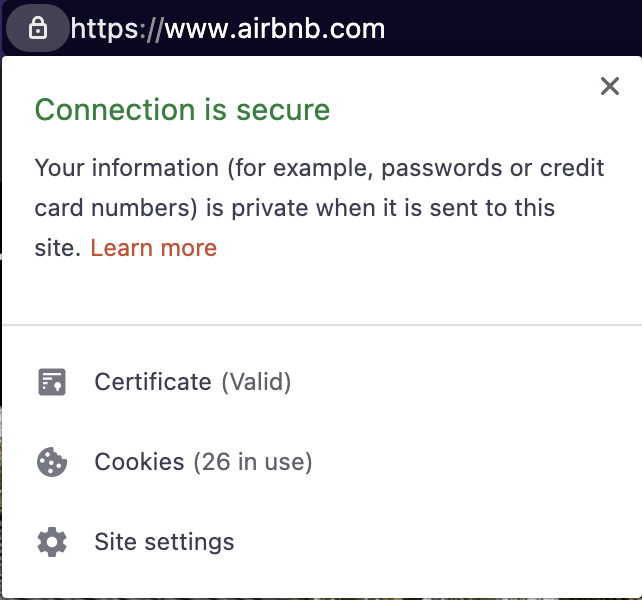 https://www.airbnb.com
Connection is secure
Your information (for example, passwords or credit
card numbers) is private when it is sent to this
site. Learn more
Certificate (Valid)
Cookies (26 in use)
Site settings